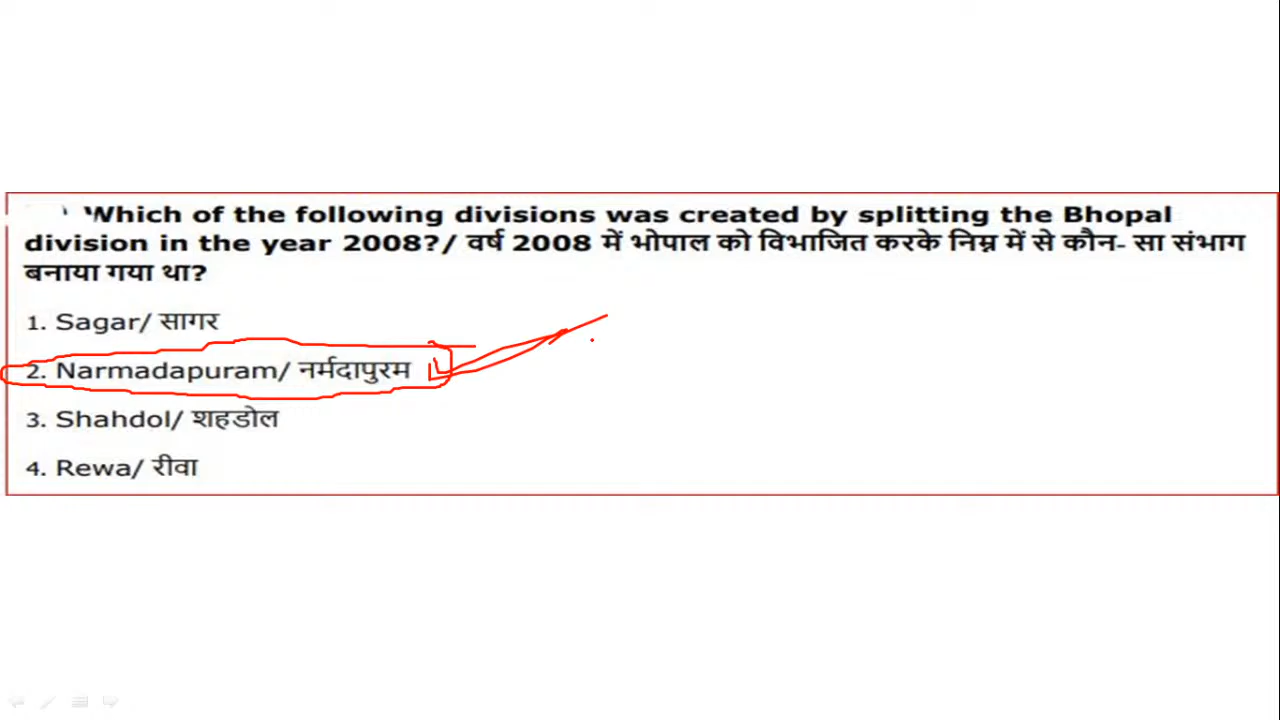 Which of the following divisions was created by splitting the Bhopal
division in the year 2008?/ वर्ष 2008 में भोपाल को विभाजित करके निम्न में से कौन- सा संभाग
बनाया गया था?
1. Sagar/ सागर
2. Narmadapuram/ नर्मदापुरम
3. Shahdol/ शहडोल
4. Rewa/ रीवा